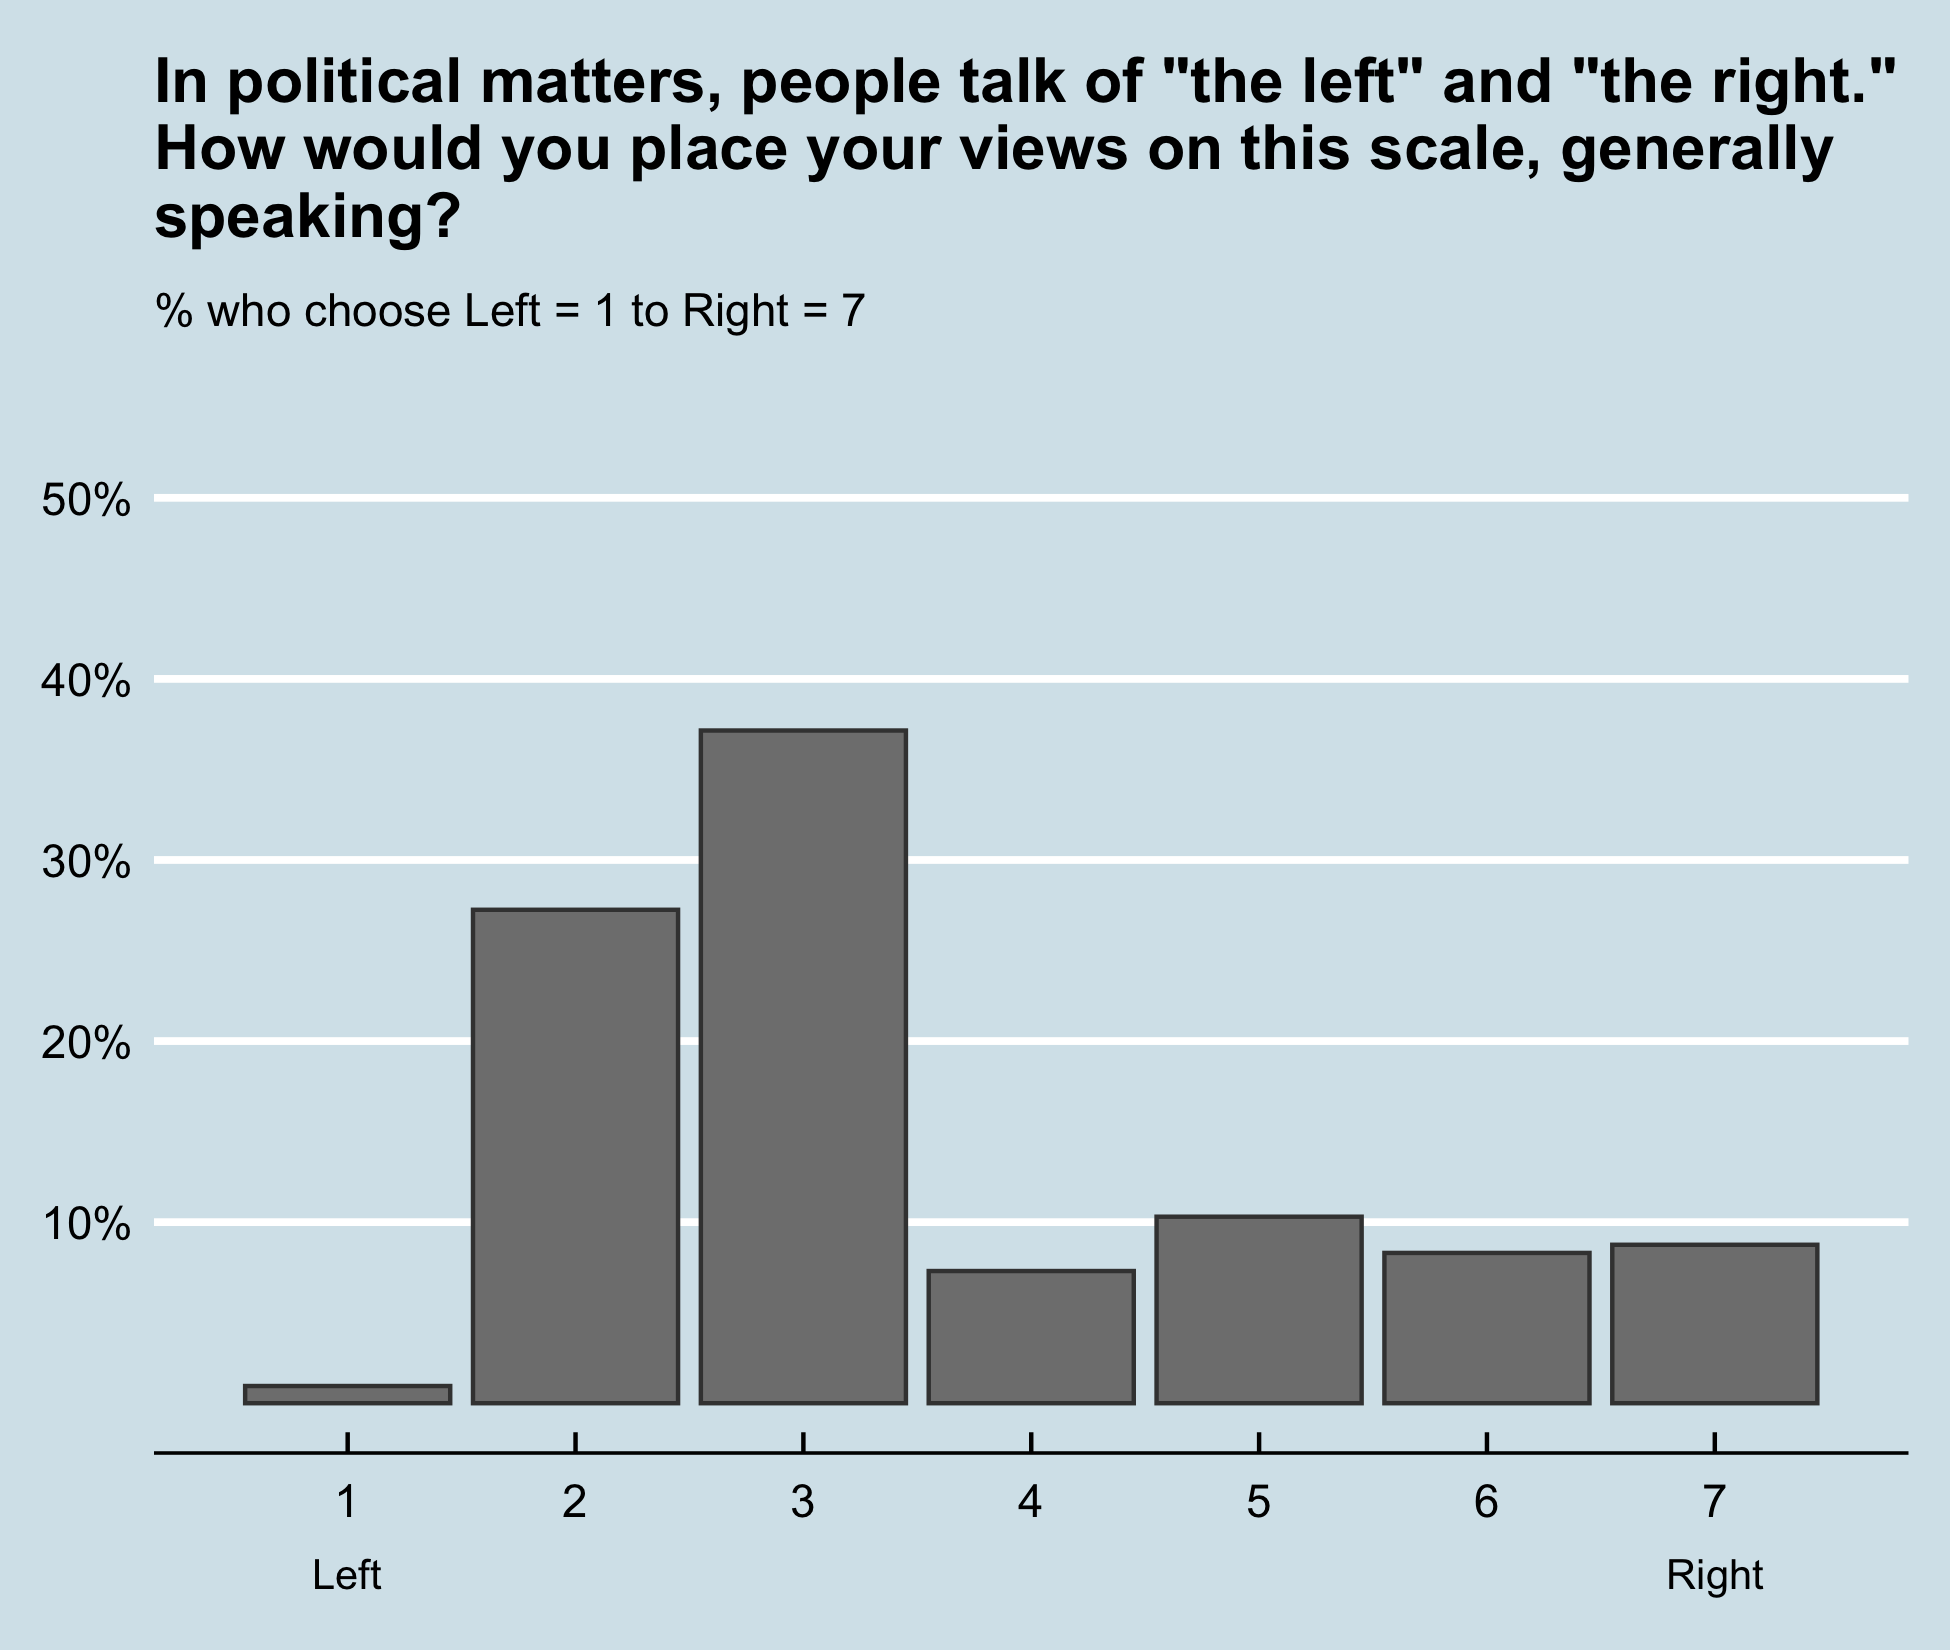 In political matters, people talk of "the left" and "the right."
How would you place your views on this scale, generally
speaking?
% who choose Left = 1 to Right = 7
50%
40%
30%
20%
10%
1 2 3 4 5 6 7
Left Right